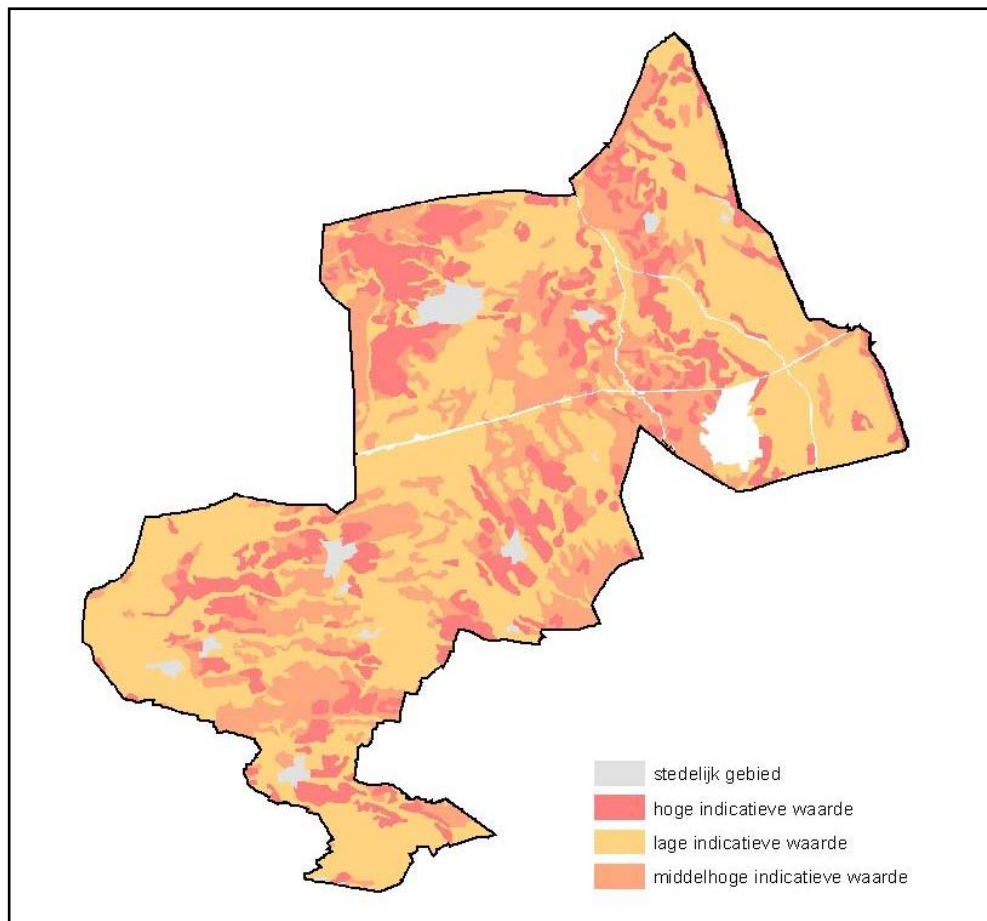 stedelijk gebied
hoge indicatieve waarde
lage indicatieve waarde
middelhoge indicatieve waarde